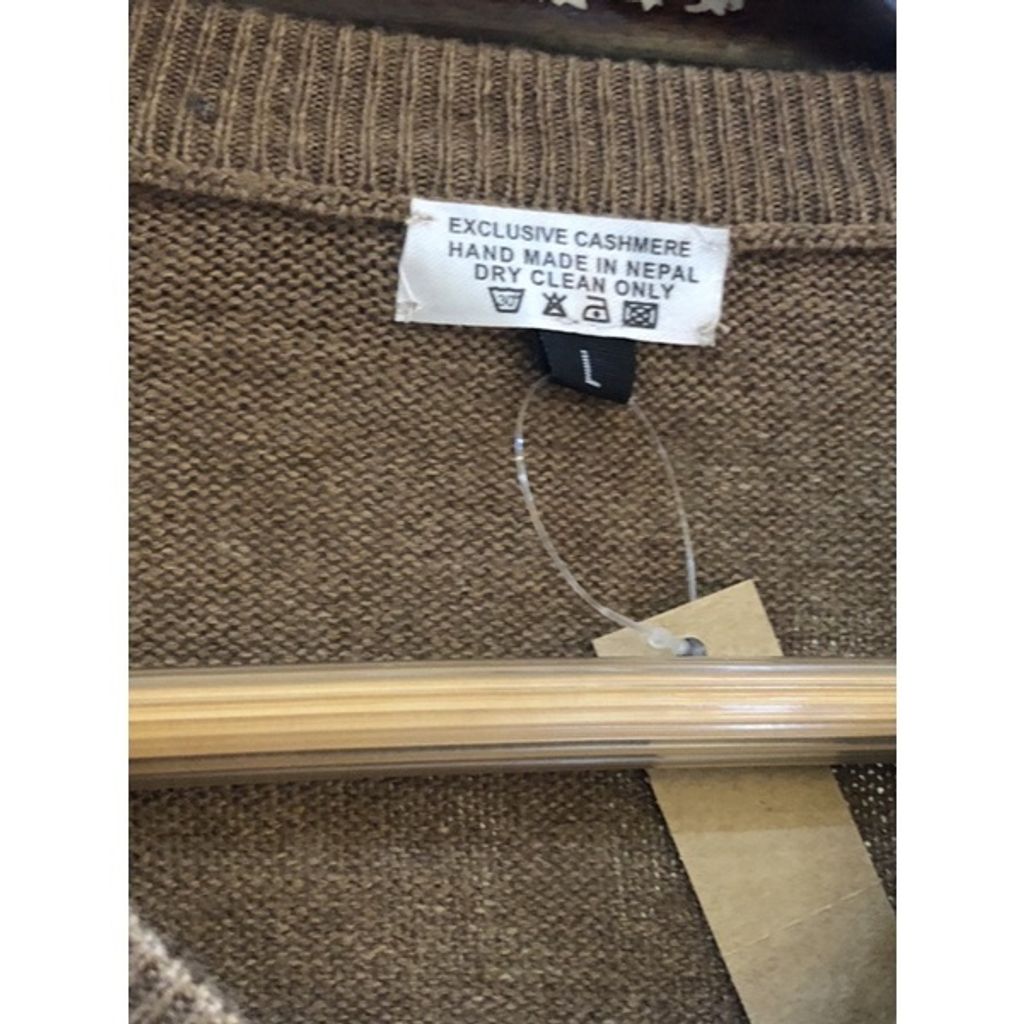 EXCLUSIVE CASHMERE
HAND MADE IN NEPAL
DRY CLEAN ONLY
30
L